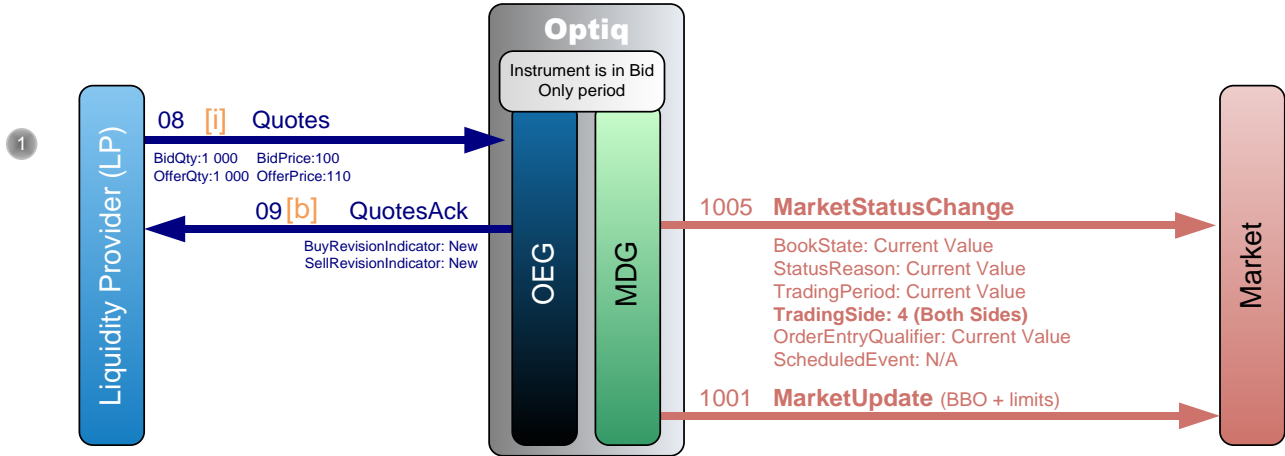 Optiq
Instrument is in Bid
Only period
1
Liquidity Provider (LP)
08 [i] Quotes
BidQty:1 000 BidPrice:100
OfferQty:1 000 OfferPrice:110
09 [b] QuotesAck
BuyRevisionIndicator: New
SellRevisionIndicator: New
OEG
MDG
1005 MarketStatusChange
BookState: Current Value
StatusReason: Current Value
TradingPeriod: Current Value
TradingSide: 4 (Both Sides)
OrderEntryQualifier: Current Value
ScheduledEvent: N/A
1001 MarketUpdate (BBO + limits)
Market